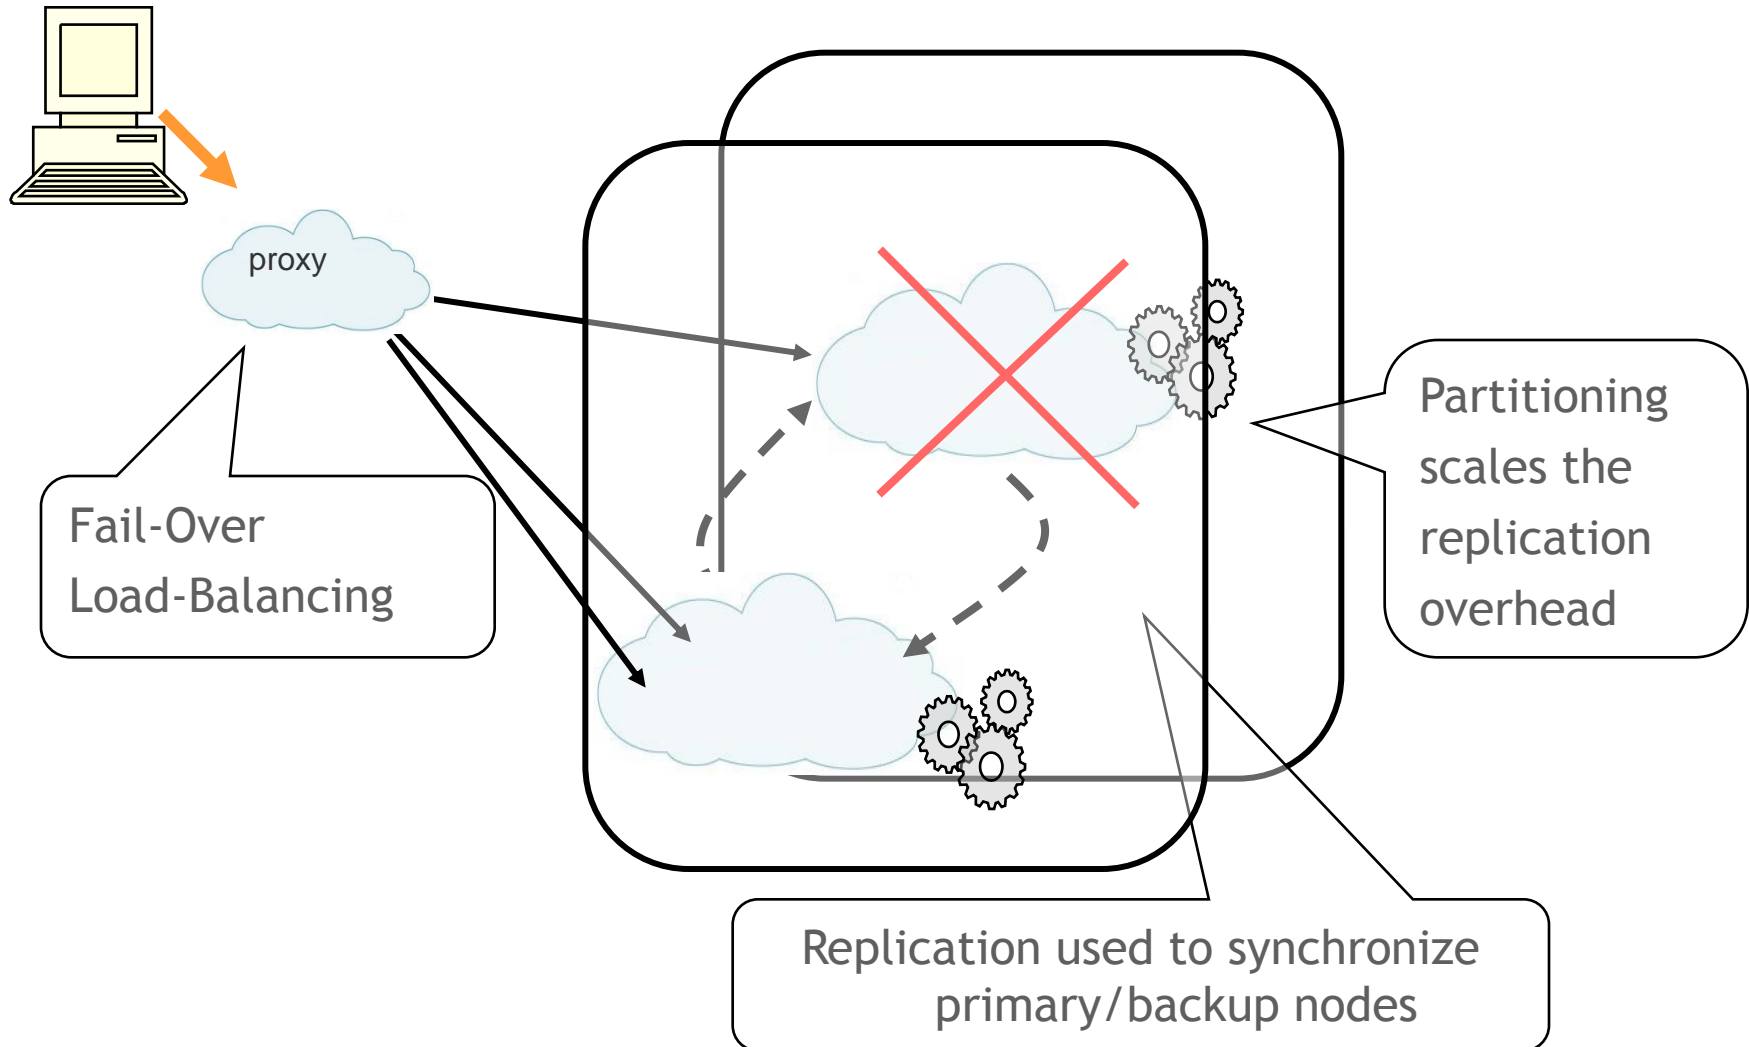 proxy
Fail-Over
Load-Balancing
Partitioning
scales the
replication
overhead
Replication used to synchronize
primary/backup nodes